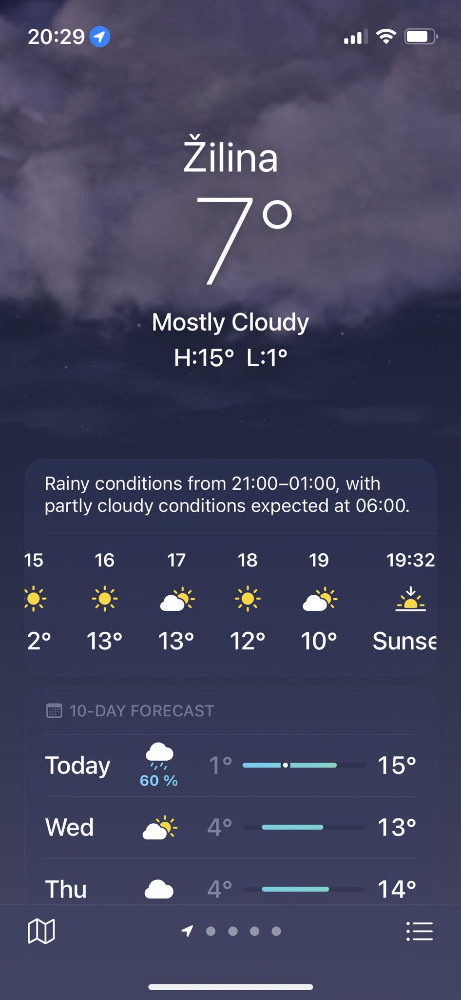 20:29
Žilina
7°
Mostly Cloudy
H:15° L:1°
Rainy conditions from 21:00–01:00, with
partly cloudy conditions expected at 06:00.
15 16 17 18 19 19:32
2° 13° 13° 12° 10° Sunse
10-DAY FORECAST
Today 60 % 1° 15°
Wed 4° 13°
Thu 4° 14°